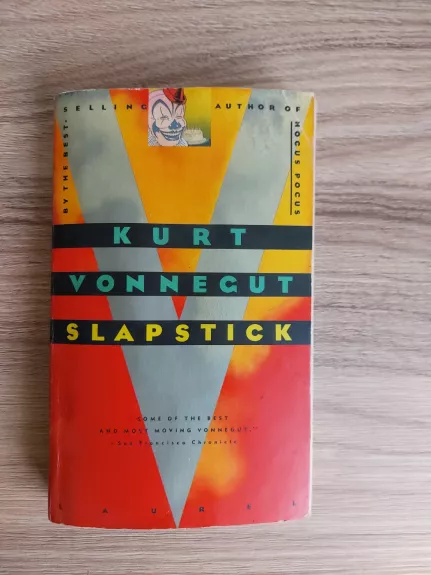 BY THE BEST-
SELLING
AUTHOR OF
HOCUS POCUS
KURT
VONNEGUT
SLAPSTICK
"SOME OF THE BEST
AND MOST MOVING VONNEGUT."
—San Francisco Chronicle
LAUREL